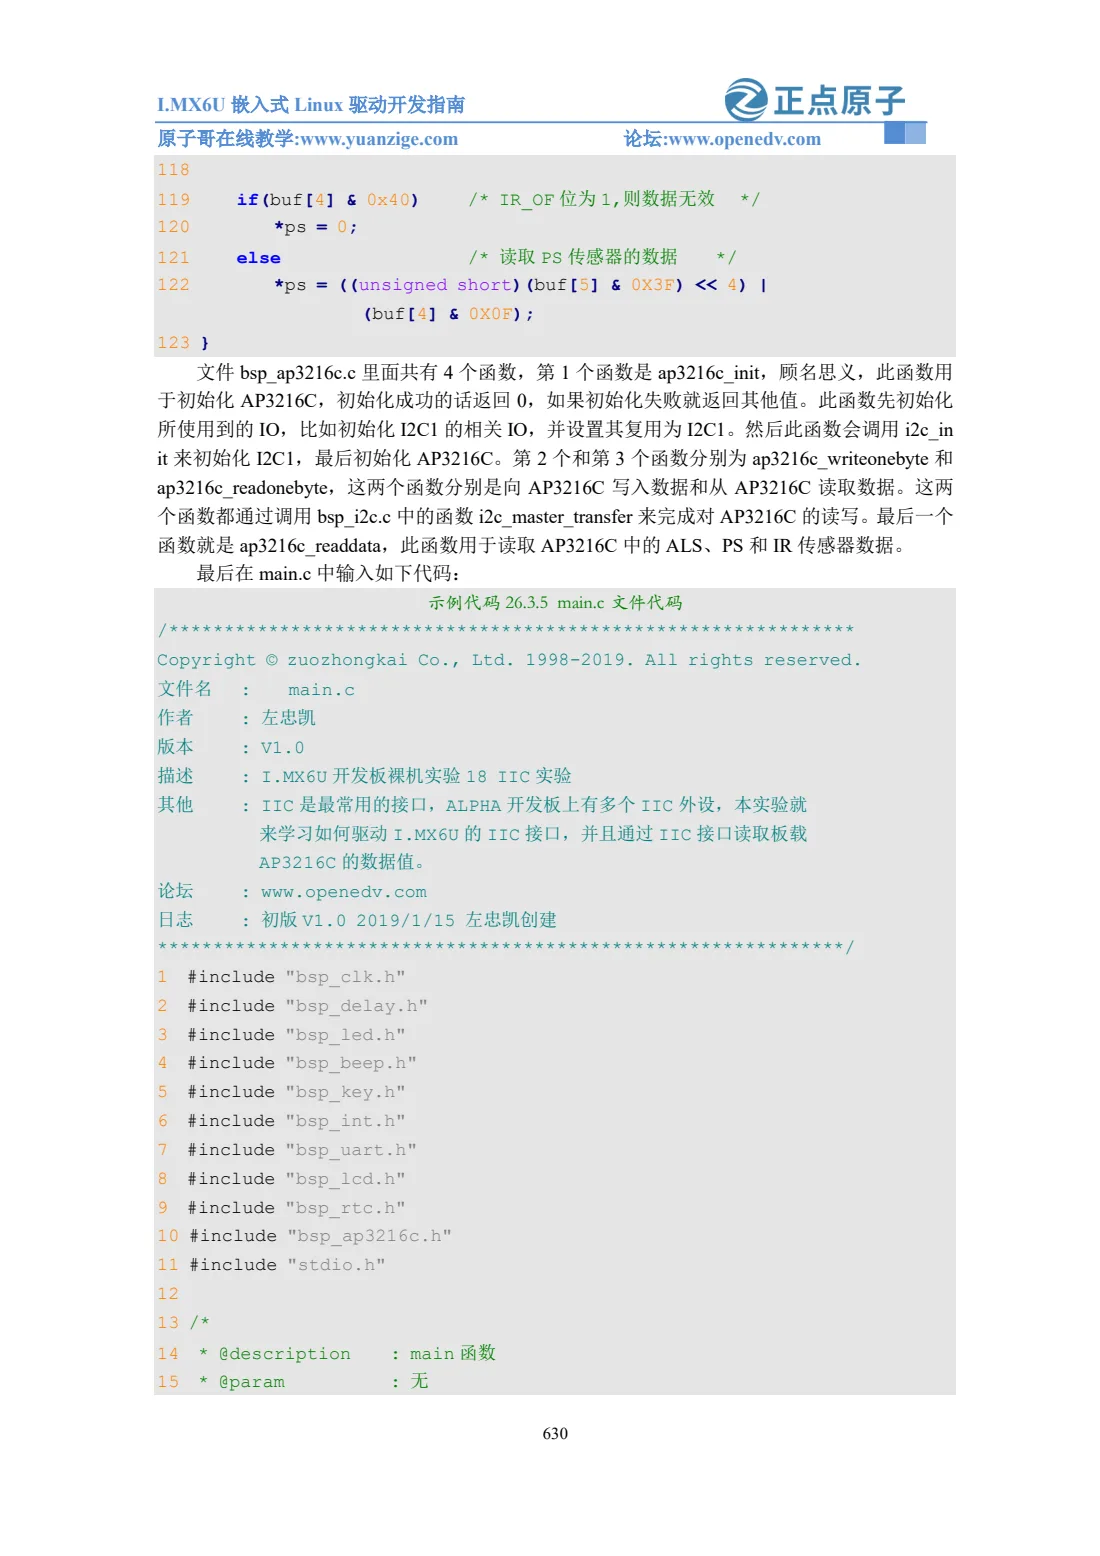 I.MX6U 嵌入式 Linux 驱动开发指南
正点原子
原子哥在线教学:www.yuanzige.com 论坛:www.openedv.com
118
119 if(buf[4] & 0x40) /* IR_OF 位为 1,则数据无效 */
120 *ps = 0;
121 else /* 读取 PS 传感器的数据 */
122 *ps = ((unsigned short)(buf[5] & 0X3F) << 4) |
(buf[4] & 0X0F);
123 }
文件 bsp_ap3216c.c 里面共有 4 个函数，第 1 个函数是 ap3216c_init，顾名思义，此函数用
于初始化 AP3216C，初始化成功的话返回 0，如果初始化失败就返回其他值。此函数先初始化
所使用到的 IO，比如初始化 I2C1 的相关 IO，并设置其复用为 I2C1。然后此函数会调用 i2c_in
it 来初始化 I2C1，最后初始化 AP3216C。第 2 个和第 3 个函数分别为 ap3216c_writeonebyte 和
ap3216c_readonebyte，这两个函数分别是向 AP3216C 写入数据和从 AP3216C 读取数据。这两
个函数都通过调用 bsp_i2c.c 中的函数 i2c_master_transfer 来完成对 AP3216C 的读写。最后一个
函数就是 ap3216c_readdata，此函数用于读取 AP3216C 中的 ALS、PS 和 IR 传感器数据。
最后在 main.c 中输入如下代码：
示例代码 26.3.5 main.c 文件代码
/***************************************************************
Copyright © zuozhongkai Co., Ltd. 1998-2019. All rights reserved.
文件名 : main.c
作者 : 左忠凯
版本 : V1.0
描述 : I.MX6U 开发板裸机实验 18 IIC 实验
其他 : IIC 是最常用的接口，ALPHA 开发板上有多个 IIC 外设，本实验就
来学习如何驱动 I.MX6U 的 IIC 接口，并且通过 IIC 接口读取板载
AP3216C 的数据值。
论坛 : www.openedv.com
日志 : 初版 V1.0 2019/1/15 左忠凯创建
***************************************************************/
1 #include "bsp_clk.h"
2 #include "bsp_delay.h"
3 #include "bsp_led.h"
4 #include "bsp_beep.h"
5 #include "bsp_key.h"
6 #include "bsp_int.h"
7 #include "bsp_uart.h"
8 #include "bsp_lcd.h"
9 #include "bsp_rtc.h"
10 #include "bsp_ap3216c.h"
11 #include "stdio.h"
12
13 /*
14 * @description : main 函数
15 * @param : 无
630